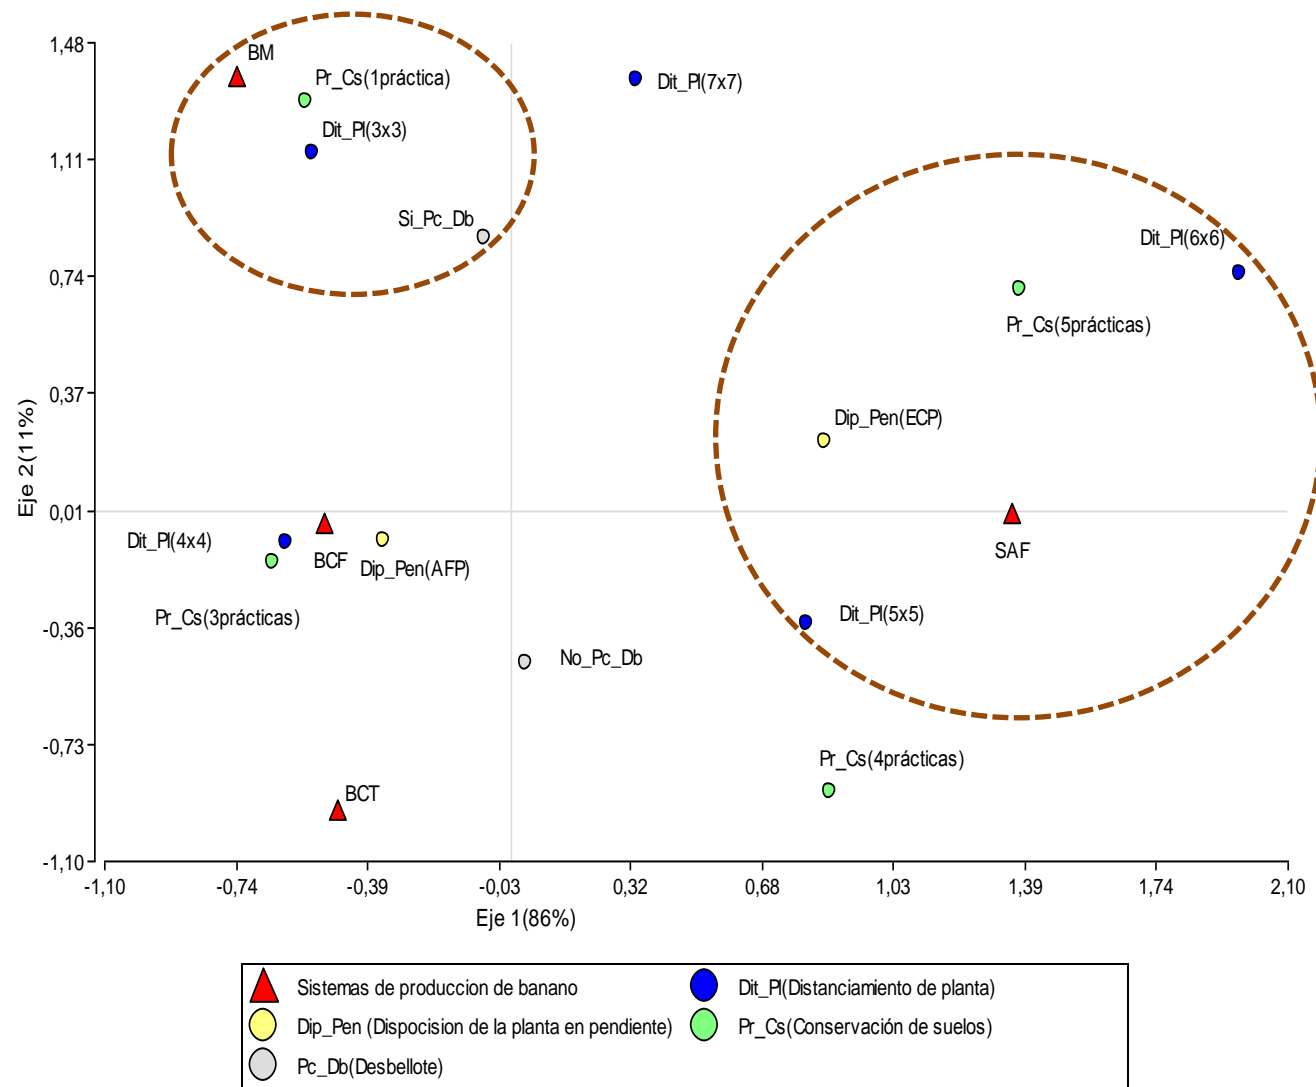 1,48
BM
Pr_Cs(1práctica)
Dit_Pl(7x7)
Dit_Pl(3x3)
1,11
Si_Pc_Db
Dit_Pl(6x6)
0,74
Pr_Cs(5prácticas)
0,37
Dip_Pen(ECP)
Eje 2(11%)
0,01
Dit_Pl(4x4)
BCF
Dip_Pen(AFP)
SAF
Pr_Cs(3prácticas)
Dit_Pl(5x5)
-0,36
No_Pc_Db
-0,73
Pr_Cs(4prácticas)
BCT
-1,10
-1,10 -0,74 -0,39 -0,03 0,32 0,68 1,03 1,39 1,74 2,10
Eje 1(86%)
Sistemas de produccion de banano
Dit_Pl(Distanciamiento de planta)
Dip_Pen (Dispocision de la planta en pendiente)
Pr_Cs(Conservación de suelos)
Pc_Db(Desbellote)